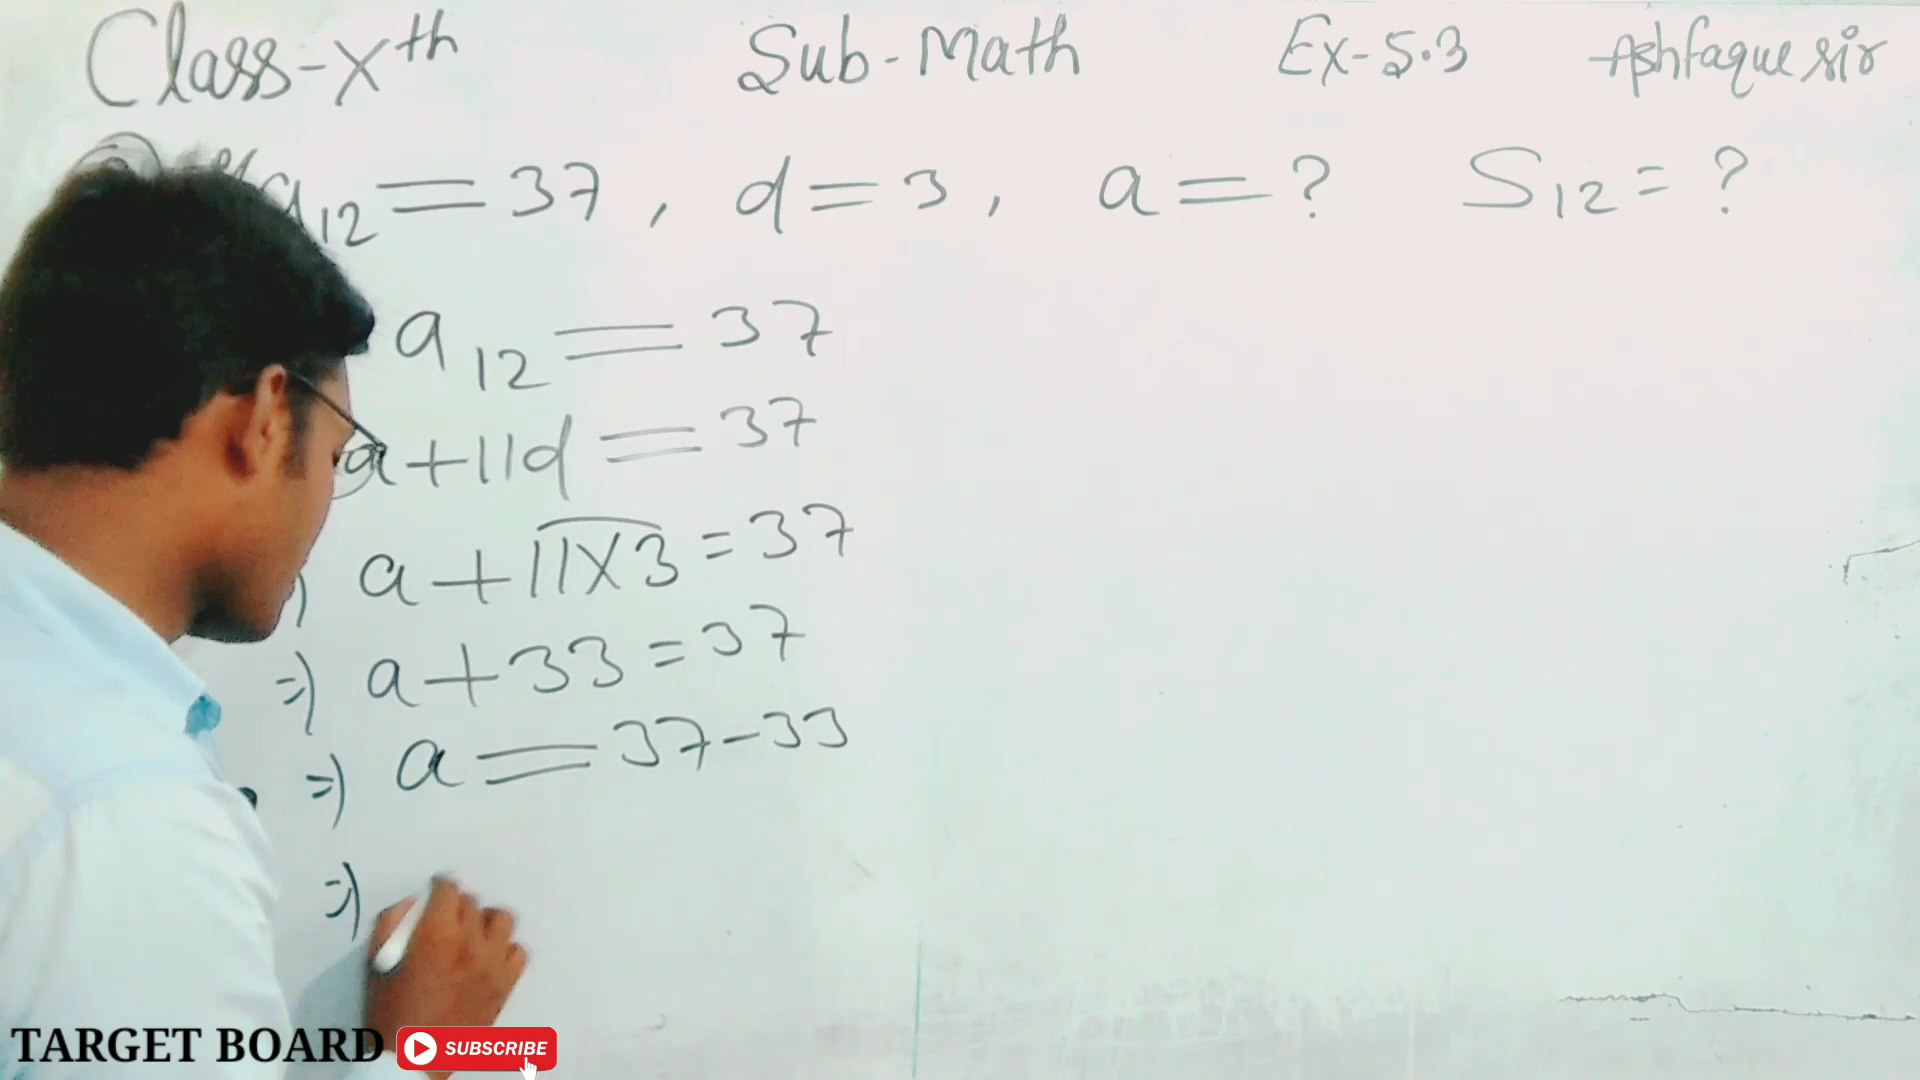 Class-Xth Sub-Math Ex-5.3 Ashfaque sir
a12 = 37, d = 3, a = ? S12 = ?
a12 = 37
a+11d = 37
a+11×3 = 37
=) a+33 = 37
=) a = 37-33
=)
TARGET BOARD SUBSCRIBE